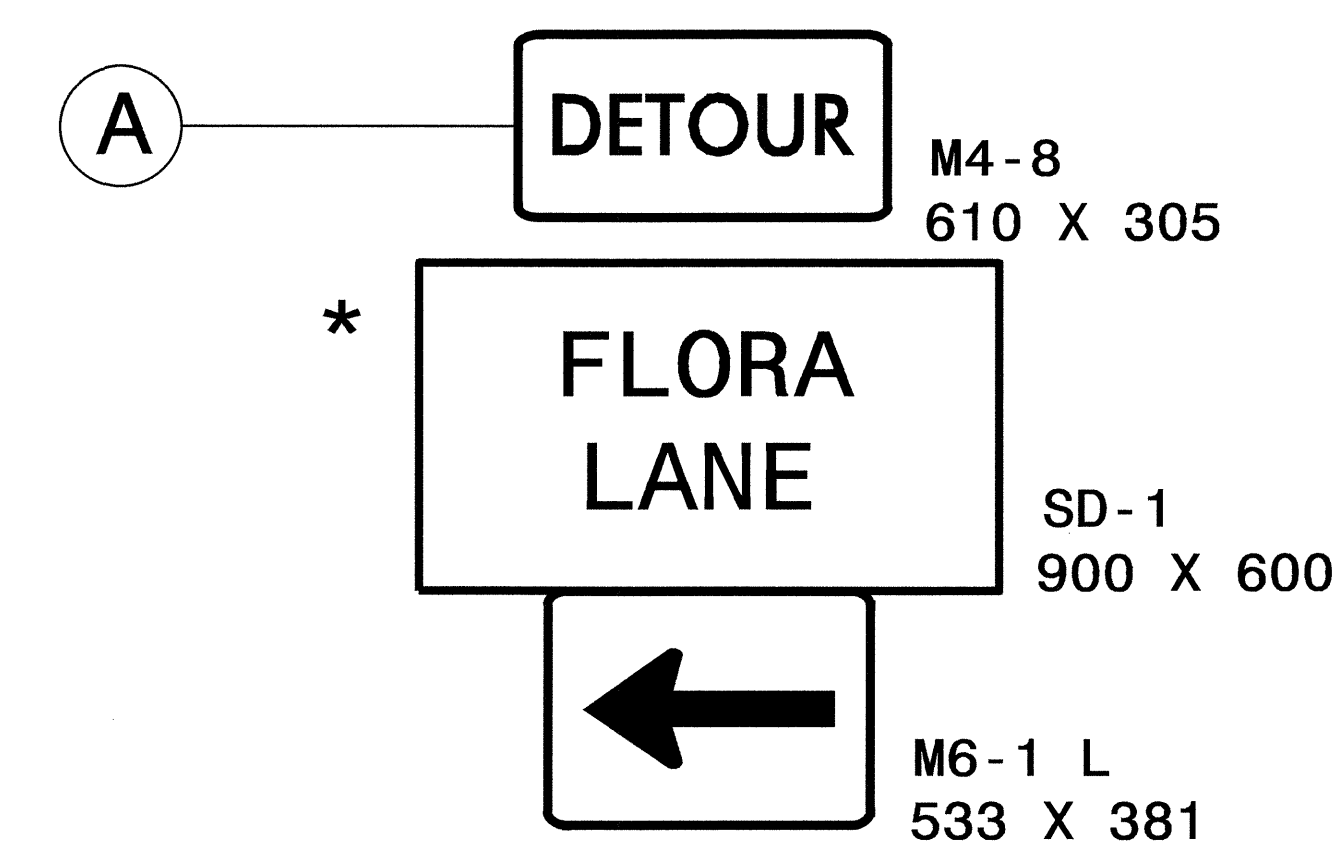 A
DETOUR
M4-8
610 X 305
*
FLORA
LANE
SD-1
900 X 600
M6-1 L
533 X 381